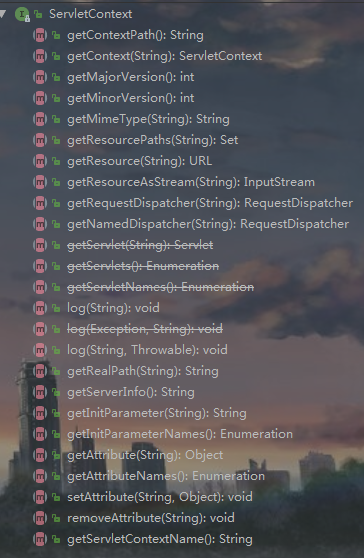 ServletContext
getContextPath(): String
getContext(String): ServletContext
getMajorVersion(): int
getMinorVersion(): int
getMimeType(String): String
getResourcePaths(String): Set
getResource(String): URL
getResourceAsStream(String): InputStream
getRequestDispatcher(String): RequestDispatcher
getNamedDispatcher(String): RequestDispatcher
getServlet(String): Servlet
getServlets(): Enumeration
getServletNames(): Enumeration
log(String): void
log(Exception, String): void
log(String, Throwable): void
getRealPath(String): String
getServerInfo(): String
getInitParameter(String): String
getInitParameterNames(): Enumeration
getAttribute(String): Object
getAttributeNames(): Enumeration
setAttribute(String, Object): void
removeAttribute(String): void
getServletContextName(): String